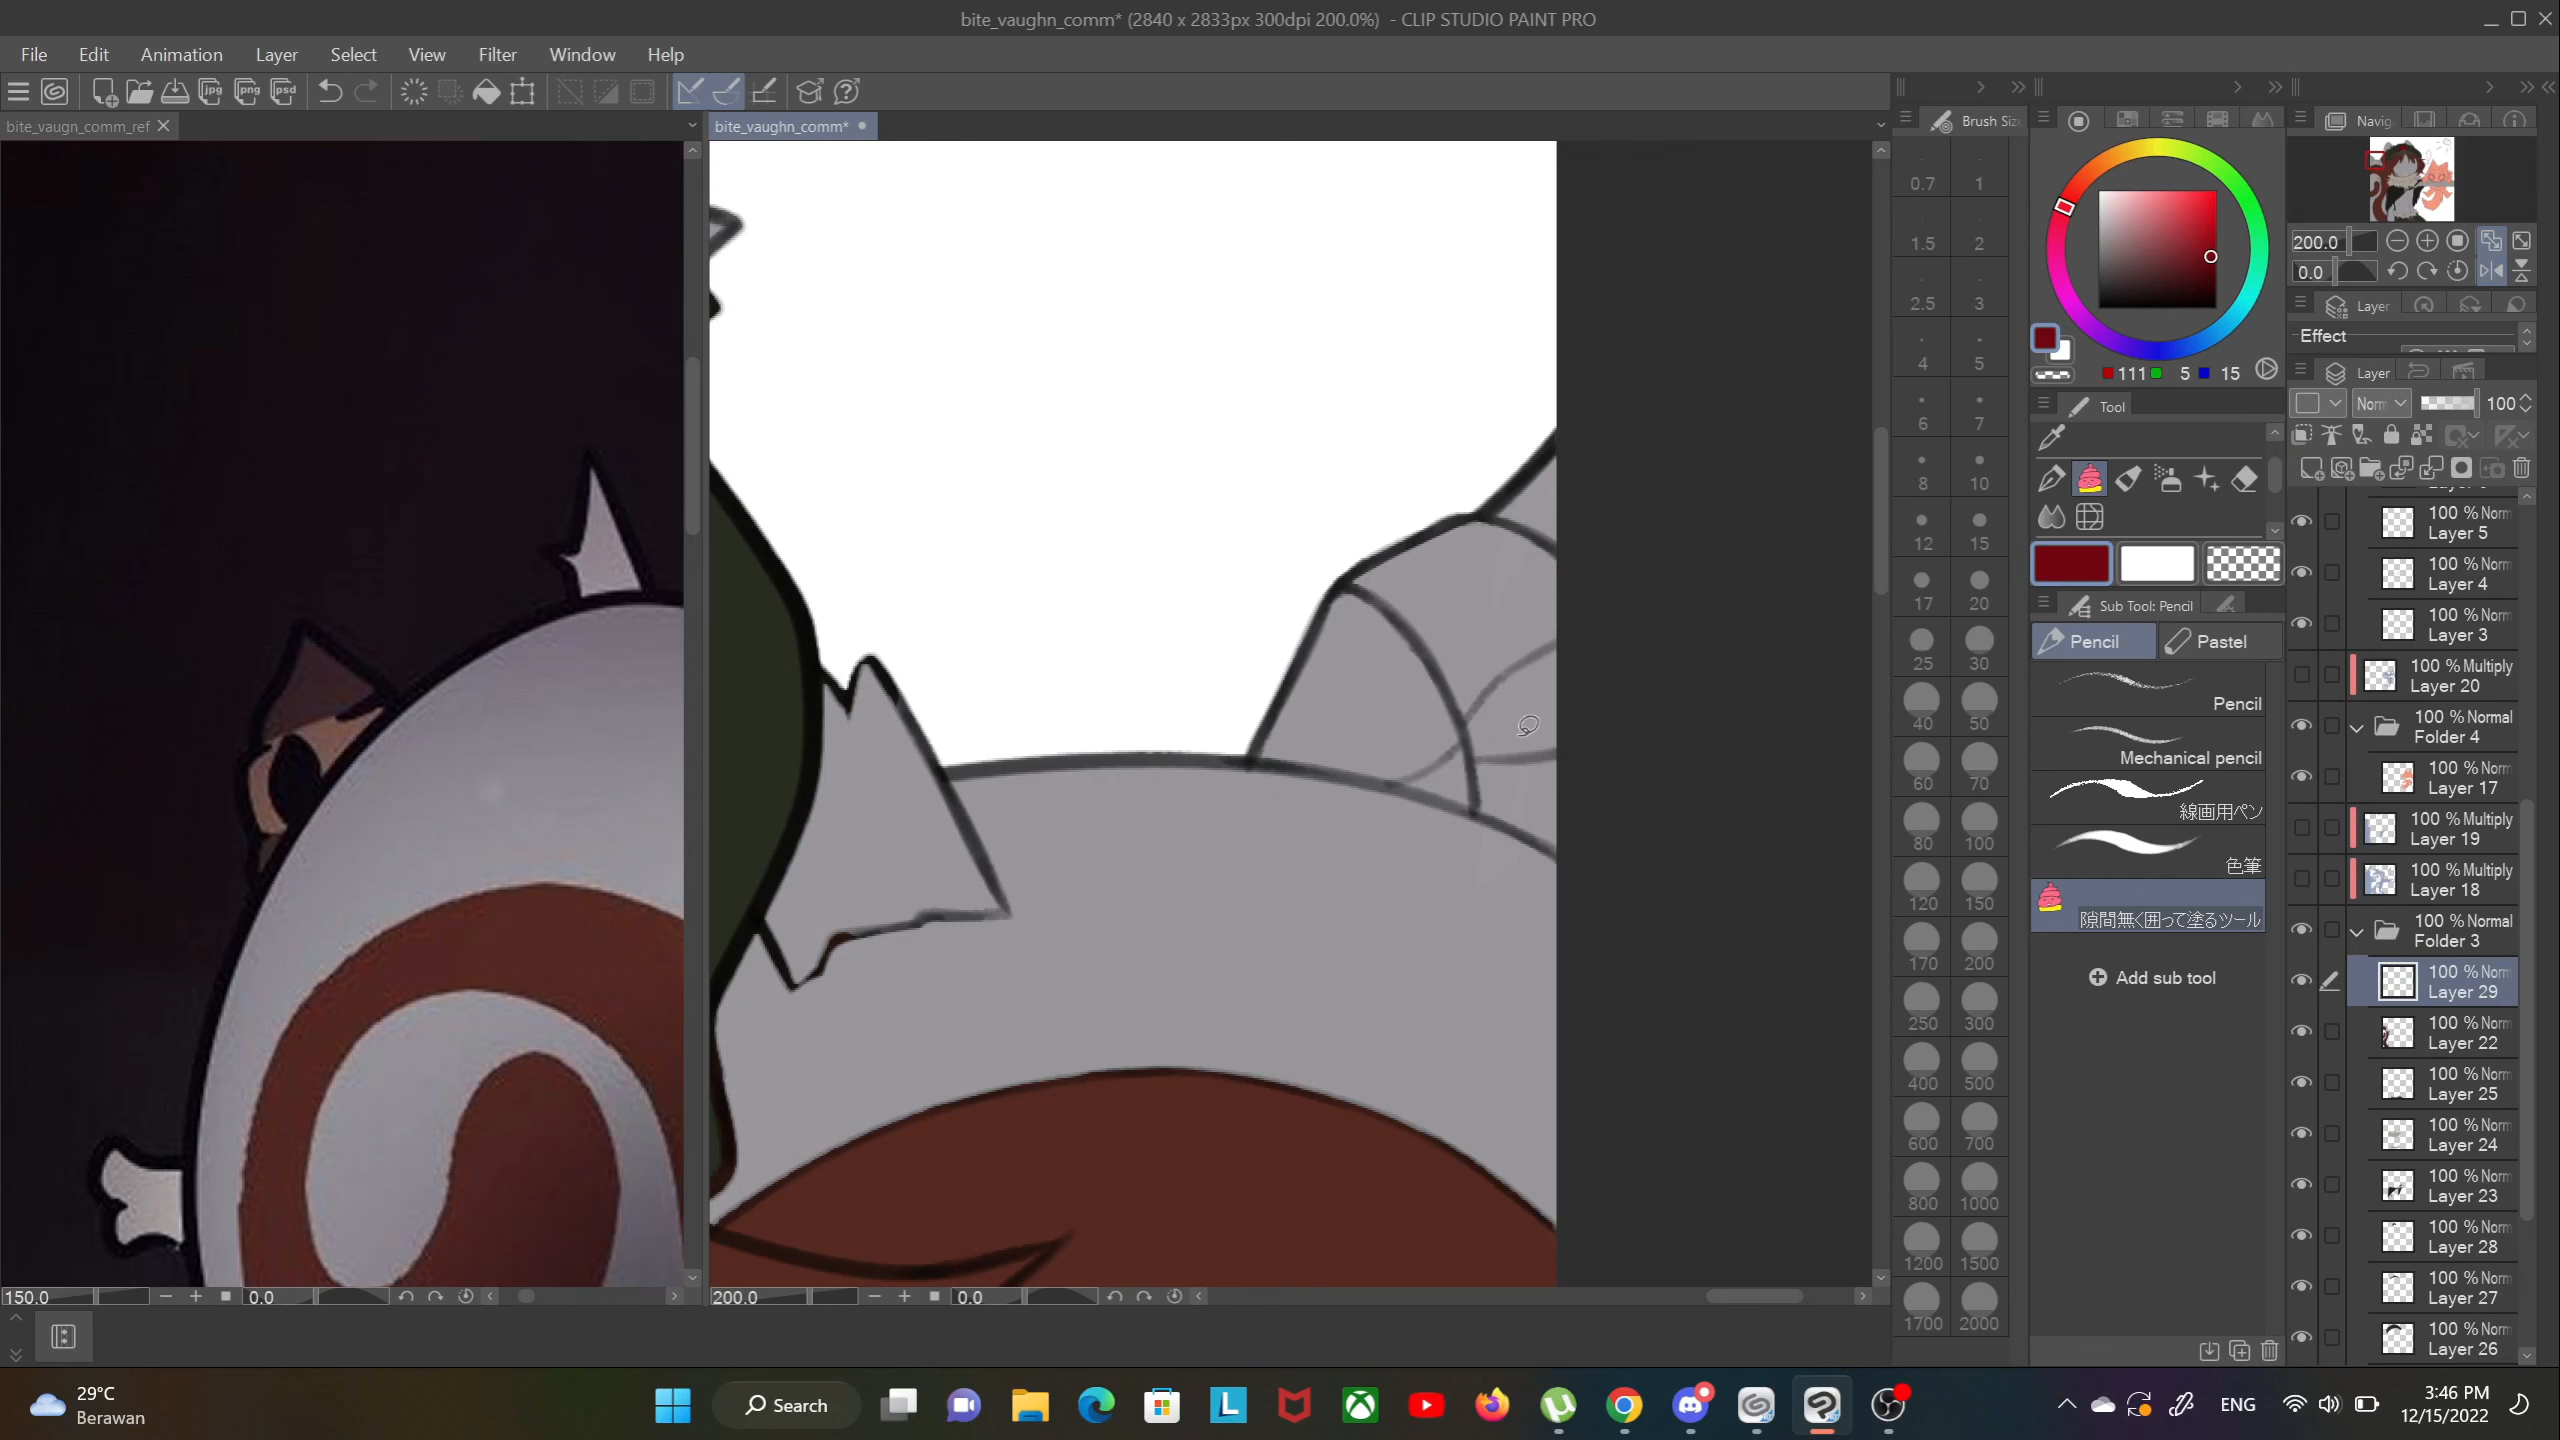 bite_vaughn_comm* (2840 x 2833px 300dpi 200.0%) - CLIP STUDIO PAINT PRO
File Edit Animation Layer Select View Filter Window Help
jpg png psd
bite_vaugn_comm_ref
bite_vaughn_comm*
Brush Siz
Navig
0.7 1
1.5 2
2.5 3
4 5
6 7
8 10
12 15
17 20
25 30
40 50
60 70
80 100
120 150
170 200
250 300
400 500
600 700
800 1000
1200 1500
1700 2000
111 5 15
Tool
Sub Tool: Pencil
Pencil Pastel
Pencil
Mechanical pencil
線画用ペン
色筆
隙間無く囲って塗るツール
Add sub tool
200.0
0.0
Layer
Effect
Layer
Norm 100
100 % Norm
Layer 5
100 % Norm
Layer 4
100 % Norm
Layer 3
100 % Multiply
Layer 20
100 % Normal
Folder 4
100 % Norm
Layer 17
100 % Multiply
Layer 19
100 % Multiply
Layer 18
100 % Normal
Folder 3
100 % Norm
Layer 29
100 % Norm
Layer 22
100 % Norm
Layer 25
100 % Norm
Layer 24
100 % Norm
Layer 23
100 % Norm
Layer 28
100 % Norm
Layer 27
100 % Norm
Layer 26
150.0 0.0
200.0 0.0
29°C
Berawan
Search
ENG
3:46 PM
12/15/2022